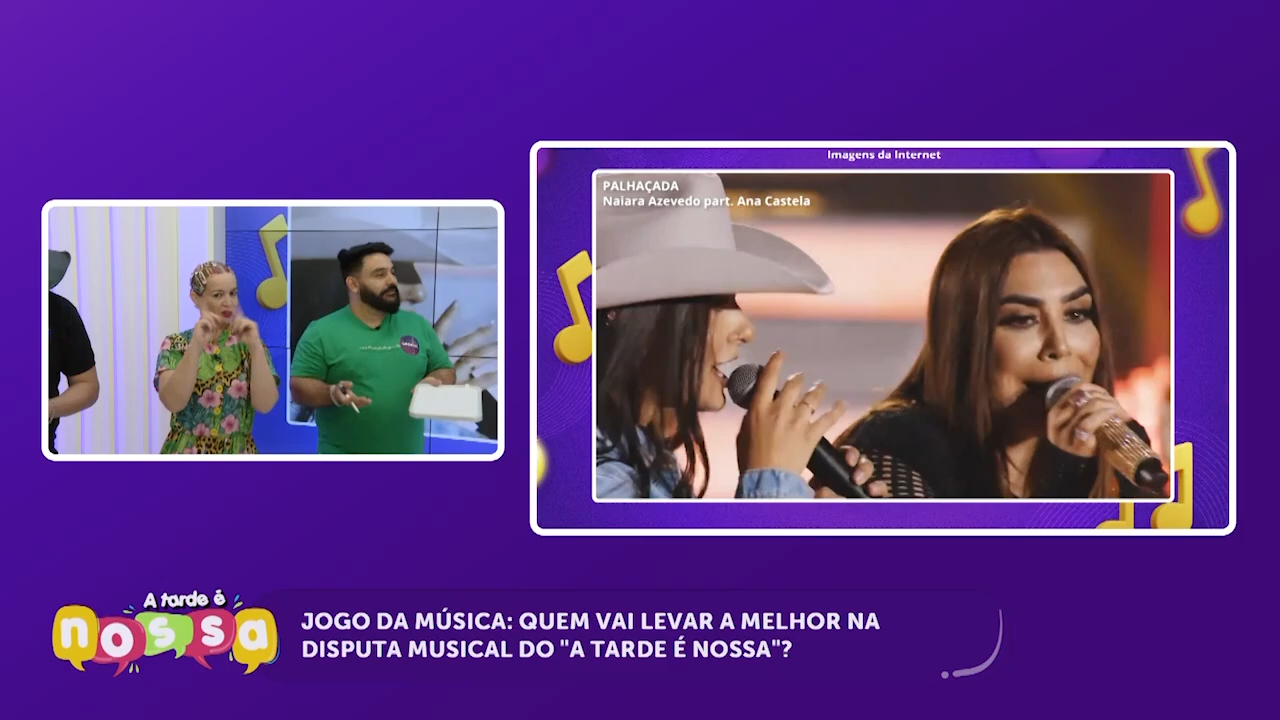 Imagens da Internet
PALHAÇADA
Naiara Azevedo part. Ana Castela
A tarde é
nossa
JOGO DA MÚSICA: QUEM VAI LEVAR A MELHOR NA
DISPUTA MUSICAL DO "A TARDE É NOSSA"?